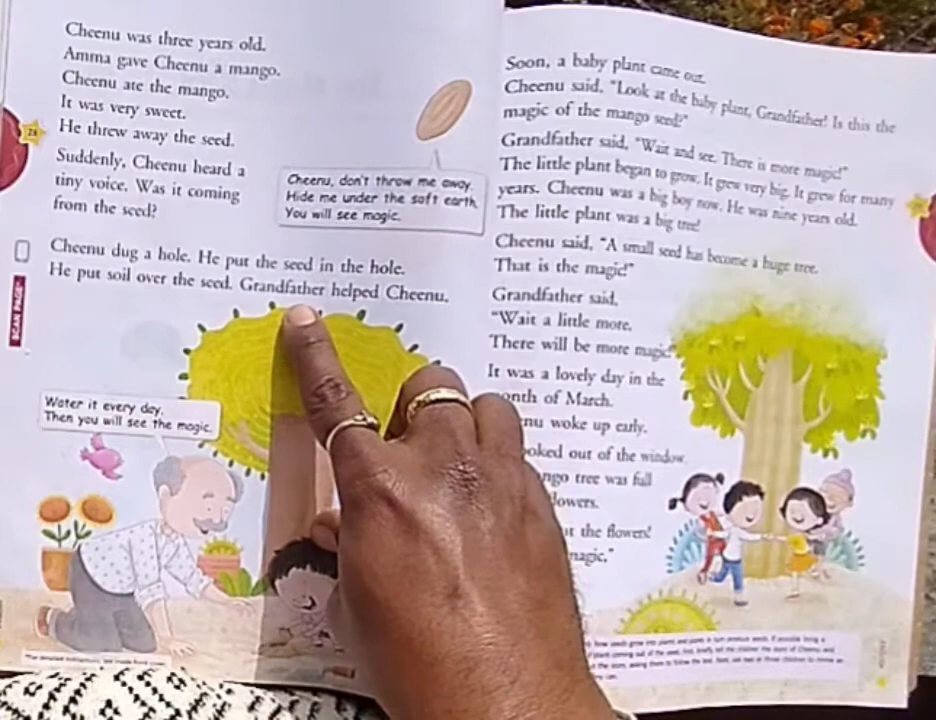 Cheenu was three years old.
Amma gave Cheenu a mango.
Cheenu ate the mango.
It was very sweet.
He threw away the seed.
Suddenly, Cheenu heard a
tiny voice. Was it coming
from the seed?
Cheenu, don't throw me away.
Hide me under the soft earth.
You will see magic.
Cheenu dug a hole. He put the seed in the hole.
He put soil over the seed. Grandfather helped Cheenu.
Water it every day.
Then you will see the magic.
SCAN PAGE
Soon, a baby plant came out.
Cheenu said, "Look at the baby plant, Grandfather! Is this the
magic of the mango seed?"
Grandfather said, "Wait and see. There is more magic!"
The little plant began to grow. It grew very big. It grew for many
years. Cheenu was a big boy now. He was nine years old.
The little plant was a big tree!
Cheenu said, "A small seed has become a huge tree.
That is the magic!"
Grandfather said,
"Wait a little more.
There will be more magic."
It was a lovely day in the
onth of March.
nu woke up early.
oked out of the window.
ngo tree was full
lowers.
t the flowers!
magic."